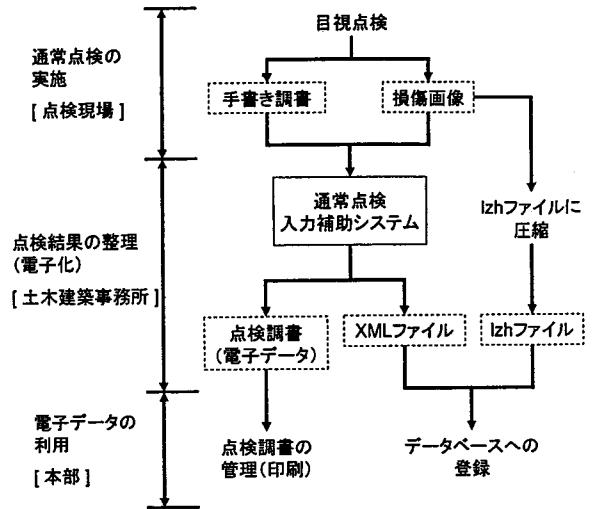 目視点検
通常点検の
実施
[ 点検現場 ]
手書き調書
損傷画像
通常点検
入力補助システム
lzhファイルに
圧縮
点検結果の整理
(電子化)
[ 土木建築事務所 ]
点検調書
(電子データ)
XMLファイル
lzhファイル
電子データの
利用
[ 本部 ]
点検調書の
管理(印刷)
データベースへの
登録